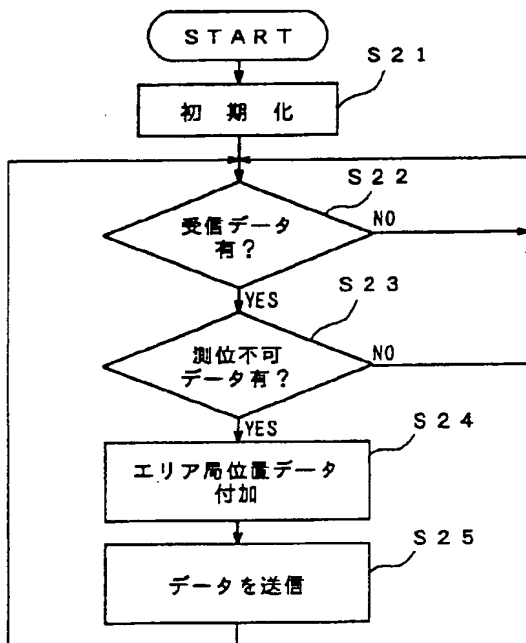 START
S21
初期化
S22
受信データ
有?
NO
YES
S23
測位不可
データ有?
NO
YES
S24
エリア局位置データ
付加
S25
データを送信